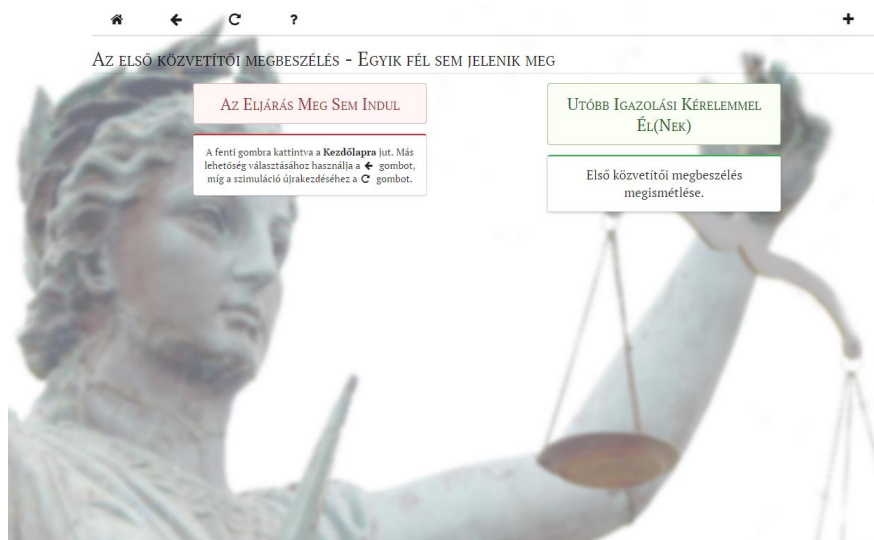 Az első közvetítői megbeszélés - Egyik fél sem jelenik meg
Az Eljárás Meg Sem Indul
A fenti gombra kattintva a Kezdőlapra jut. Más
lehetőség választásához használja a gombot,
míg a szimuláció újrakezdéséhez a gombot.
Utóbb Igazolási Kérelemmel
Él(Nek)
Első közvetítői megbeszélés
megismétlése.